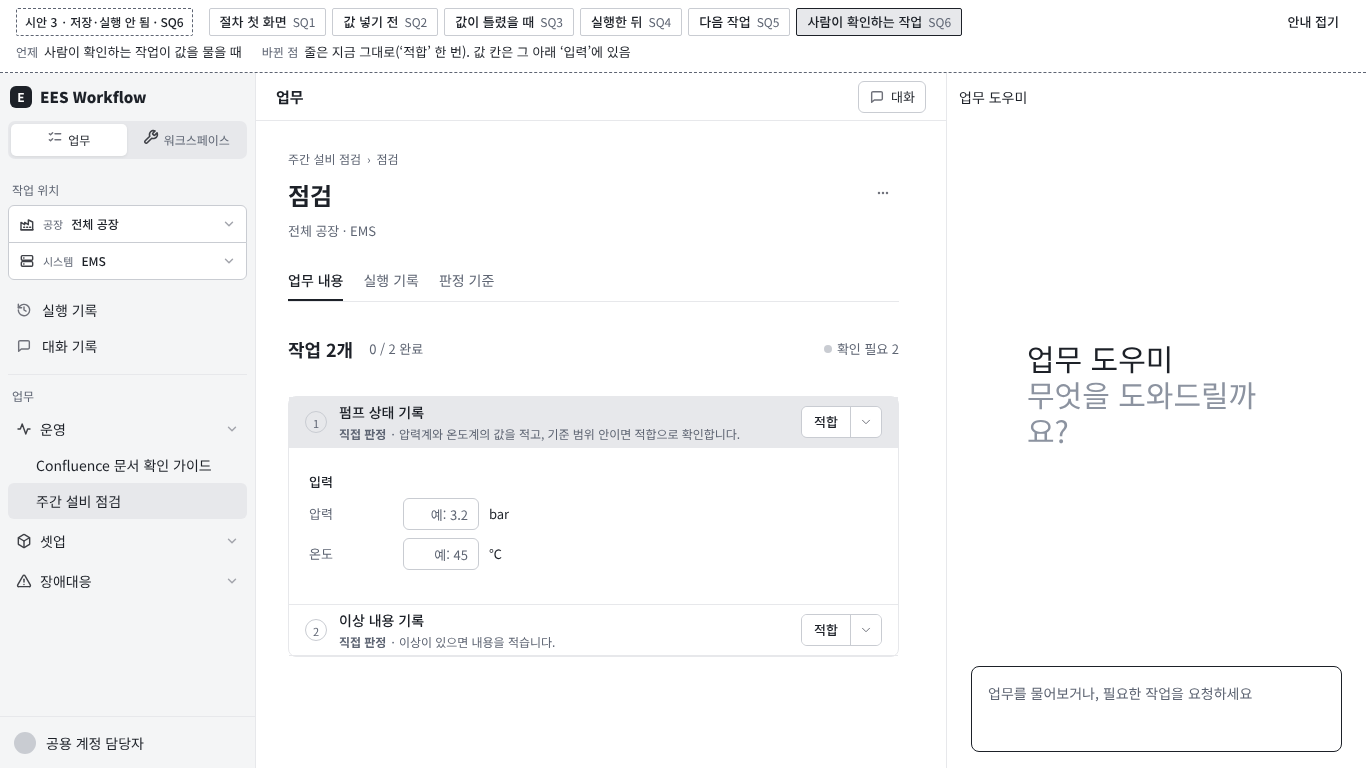 시안 3 · 저장·실행 안 됨 · SQ6
절차 첫 화면 SQ1
값 넣기 전 SQ2
값이 틀렸을 때 SQ3
실행한 뒤 SQ4
다음 작업 SQ5
사람이 확인하는 작업 SQ6
안내 접기
언제 사람이 확인하는 작업이 값을 물을 때
바뀐 점 줄은 지금 그대로(‘적합’ 한 번). 값 칸은 그 아래 ‘입력’에 있음
E EES Workflow
업무
워크스페이스
작업 위치
공장 전체 공장
시스템 EMS
실행 기록
대화 기록
업무
운영
Confluence 문서 확인 가이드
주간 설비 점검
셋업
장애대응
공용 계정 담당자
업무
대화
주간 설비 점검 › 점검
점검
전체 공장 · EMS
업무 내용
실행 기록
판정 기준
작업 2개
0 / 2 완료
확인 필요 2
1
펌프 상태 기록
직접 판정 · 압력계와 온도계의 값을 적고, 기준 범위 안이면 적합으로 확인합니다.
적합
입력
압력
예: 3.2
bar
온도
예: 45
℃
2
이상 내용 기록
직접 판정 · 이상이 있으면 내용을 적습니다.
적합
업무 도우미
업무 도우미
무엇을 도와드릴까
요?
업무를 물어보거나, 필요한 작업을 요청하세요